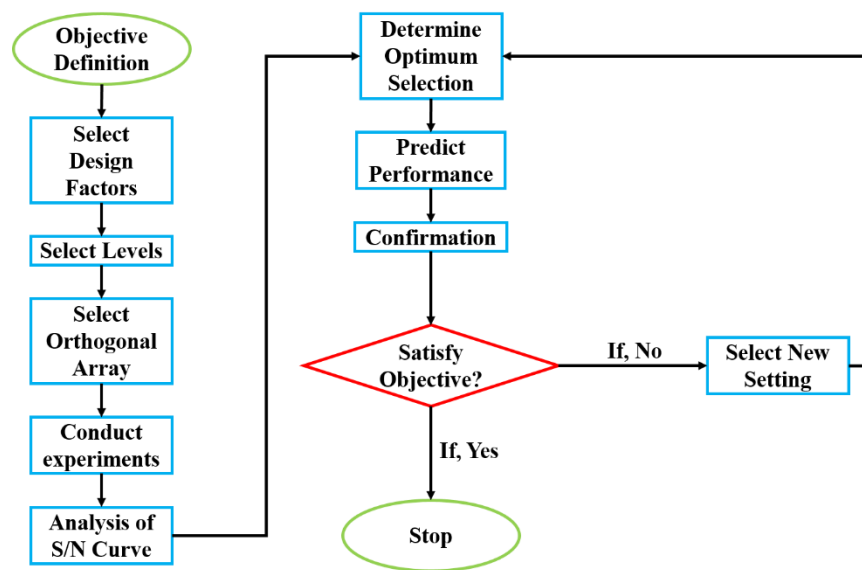 Objective
Definition
Select
Design
Factors
Select Levels
Select
Orthogonal
Array
Conduct
experiments
Analysis of
S/N Curve
Determine
Optimum
Selection
Predict
Performance
Confirmation
Satisfy
Objective?
If, No
Select New
Setting
If, Yes
Stop